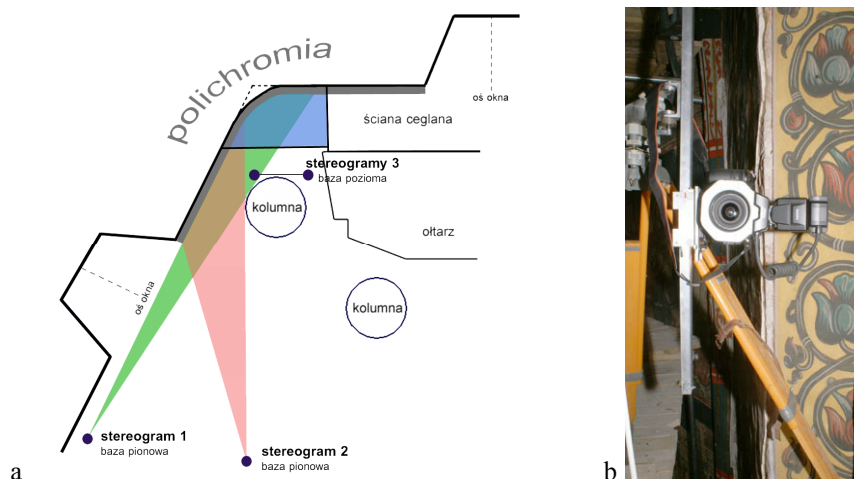 polichromia
oś okna
ściana ceglana
stereogramy 3
baza pozioma
kolumna
ołtarz
oś okna
kolumna
stereogram 1
baza pionowa
stereogram 2
baza pionowa
a
b